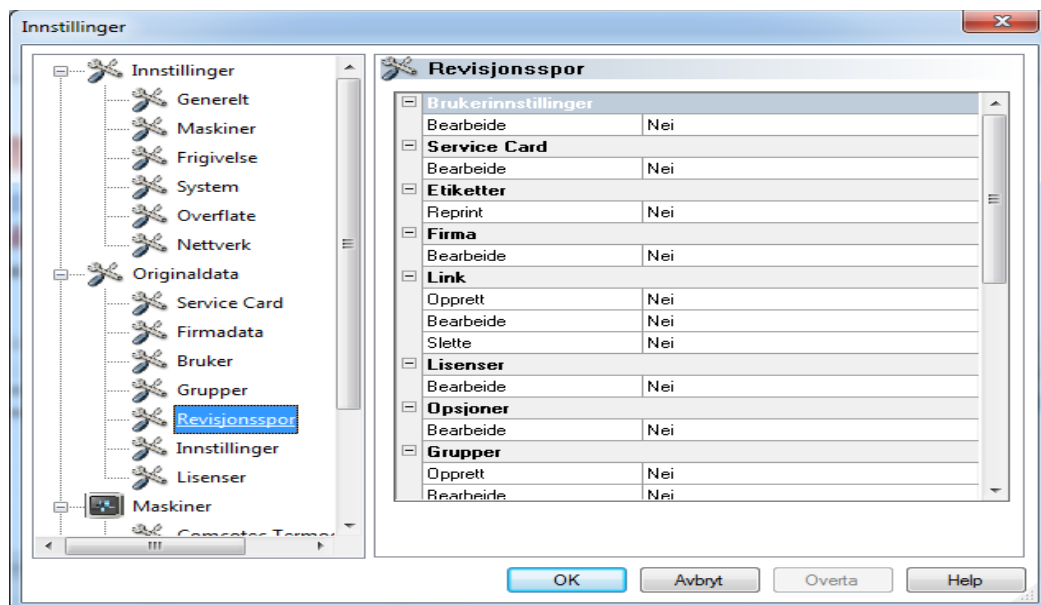 Innstillinger
Innstillinger
Generelt
Maskiner
Frigivelse
System
Overflate
Nettverk
Originaldata
Service Card
Firmadata
Bruker
Grupper
Revisjonsspor
Innstillinger
Lisenser
Maskiner
Revisjonsspor
Brukerinnstillinger
Bearbeide Nei
Service Card
Bearbeide Nei
Etiketter
Reprint Nei
Firma
Bearbeide Nei
Link
Opprett Nei
Bearbeide Nei
Slette Nei
Lisenser
Bearbeide Nei
Opsjoner
Bearbeide Nei
Grupper
Opprett Nei
Bearbeide Nei
OK Avbryt Overta Help